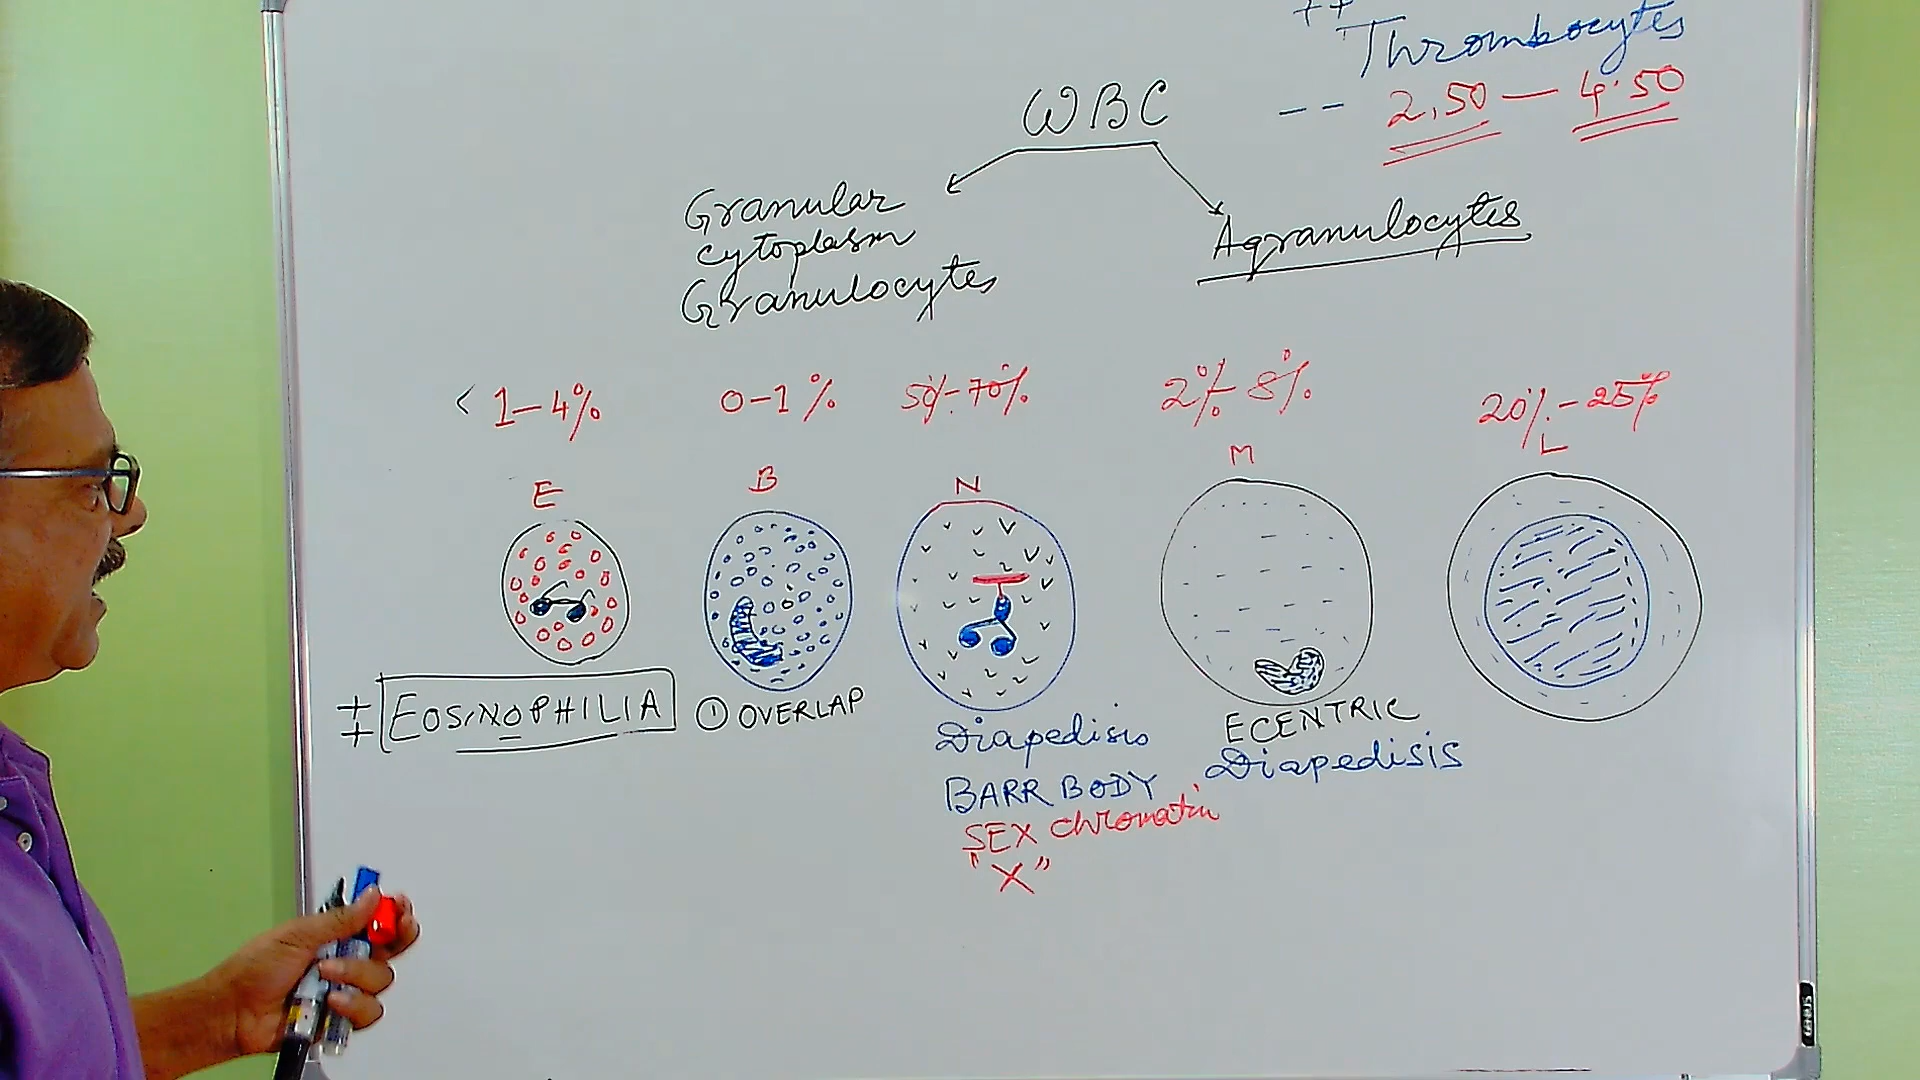 ++
Thrombocytes
WBC
-- 2.50 — 4.50
Granular
cytoplasm
Granulocytes
Agranulocytes
< 1-4%
0-1%
50%-70%
2%-8%
20%-25%
E
B
N
M
L
++ EOSINOPHILIA
① OVERLAP
Diapedisis
BARR BODY
SEX chromatin
"X"
ECENTRIC
Diapedisis